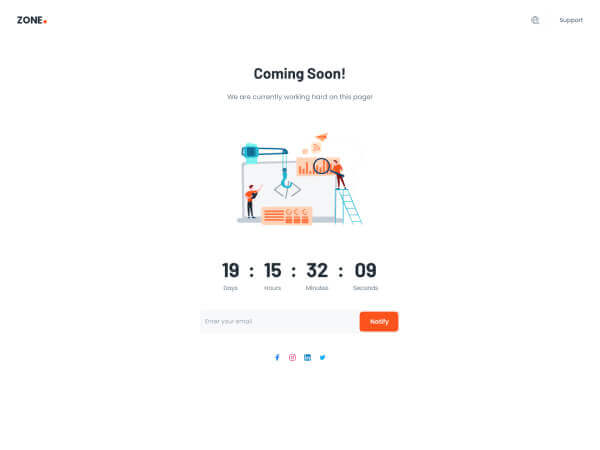 ZONE.
Support
Coming Soon!
We are currently working hard on this page!
19 : 15 : 32 : 09
Days Hours Minutes Seconds
Enter your email
Notify